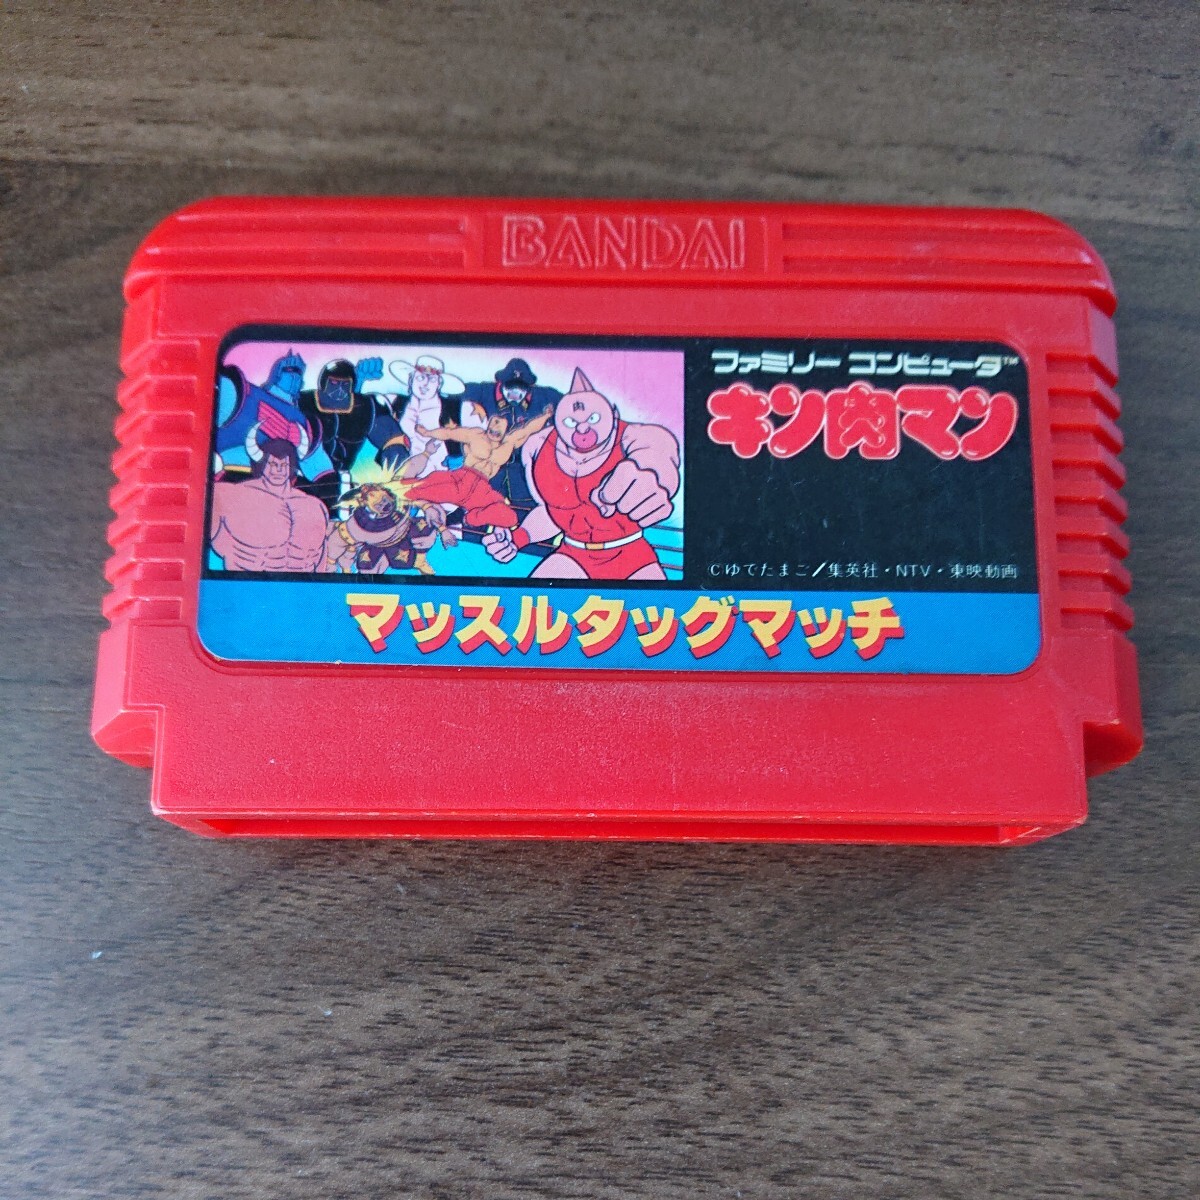 BANDAI
ファミリー コンピュータ™
キン肉マン
肉
©ゆでたまご/集英社・NTV・東映動画
マッスルタッグマッチ